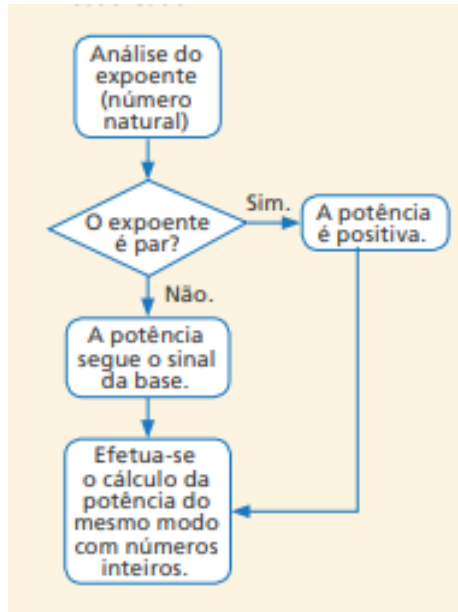 Análise do
expoente
(número
natural)
O expoente
é par?
Sim.
A potência
é positiva.
Não.
A potência
segue o sinal
da base.
Efetua-se
o cálculo da
potência do
mesmo modo
com números
inteiros.